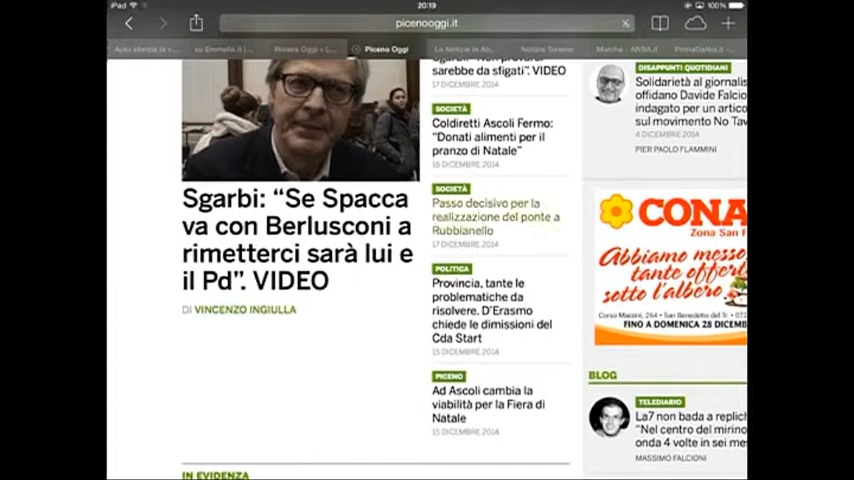 iPad
20:19
100%
picenooggi.it
su Emmelle.it |...
Riviera Oggi – L...
Piceno Oggi
Le Notizie in Ab...
Notizie Teramo
Marche - ANSA.it
PrimaDaNoi.it -...
sarebbe da sfigati". VIDEO
17 DICEMBRE 2014
SOCIETÀ
Coldiretti Ascoli Fermo:
"Donati alimenti per il
pranzo di Natale"
16 DICEMBRE 2014
SOCIETÀ
Passo decisivo per la
realizzazione del ponte a
Rubbianello
17 DICEMBRE 2014
POLITICA
Provincia, tante le
problematiche da
risolvere. D'Erasmo
chiede le dimissioni del
Cda Start
15 DICEMBRE 2014
PICENO
Ad Ascoli cambia la
viabilità per la Fiera di
Natale
15 DICEMBRE 2014
Sgarbi: "Se Spacca
va con Berlusconi a
rimetterci sarà lui e
il Pd". VIDEO
DI VINCENZO INGIULLA
IN EVIDENZA
DISAPPUNTI QUOTIDIANI
Solidarietà al giornalis
offidano Davide Falcio
indagato per un artico
sul movimento No Tav
4 DICEMBRE 2014
PIER PAOLO FLAMMINI
CONA
Zona San F
Abbiamo messo
tante offert
sotto l'albero
Corso Mazzini, 264 • San Benedetto del Tr. • 072
FINO A DOMENICA 28 DICEMB
BLOG
TELEDIARIO
La7 non bada a replich
"Nel centro del mirino
onda 4 volte in sei mes
MASSIMO FALCIONI